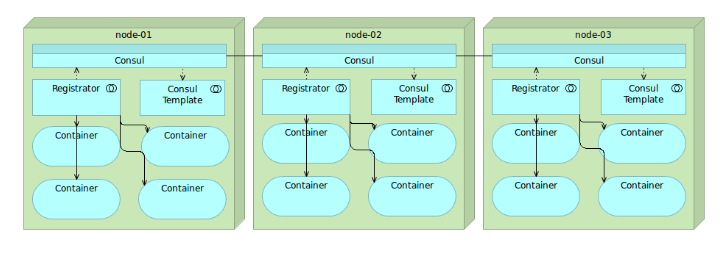 node-01
Consul
Registrator
Consul
Template
Container
Container
Container
Container
node-02
Consul
Registrator
Consul
Template
Container
Container
Container
Container
node-03
Consul
Registrator
Consul
Template
Container
Container
Container
Container